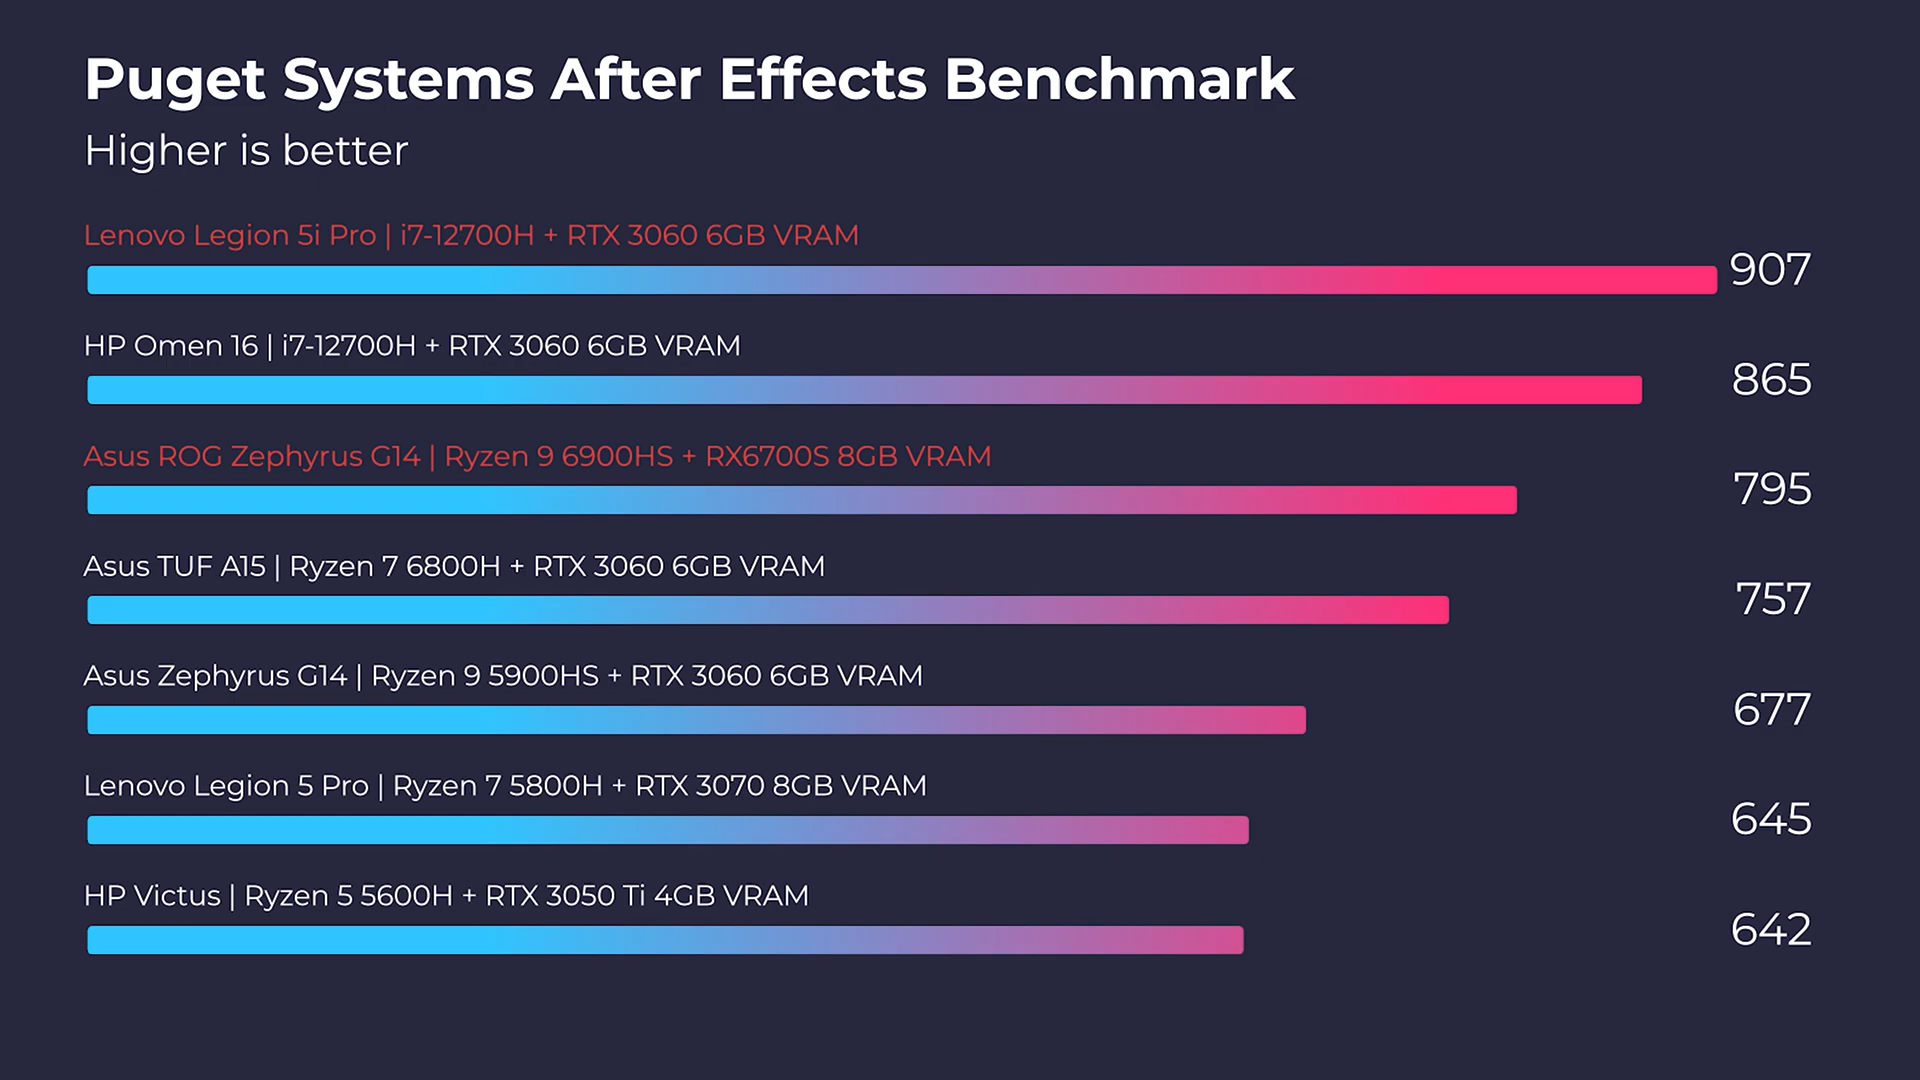 Puget Systems After Effects Benchmark
Higher is better
Lenovo Legion 5i Pro | i7-12700H + RTX 3060 6GB VRAM
907
HP Omen 16 | i7-12700H + RTX 3060 6GB VRAM
865
Asus ROG Zephyrus G14 | Ryzen 9 6900HS + RX6700S 8GB VRAM
795
Asus TUF A15 | Ryzen 7 6800H + RTX 3060 6GB VRAM
757
Asus Zephyrus G14 | Ryzen 9 5900HS + RTX 3060 6GB VRAM
677
Lenovo Legion 5 Pro | Ryzen 7 5800H + RTX 3070 8GB VRAM
645
HP Victus | Ryzen 5 5600H + RTX 3050 Ti 4GB VRAM
642